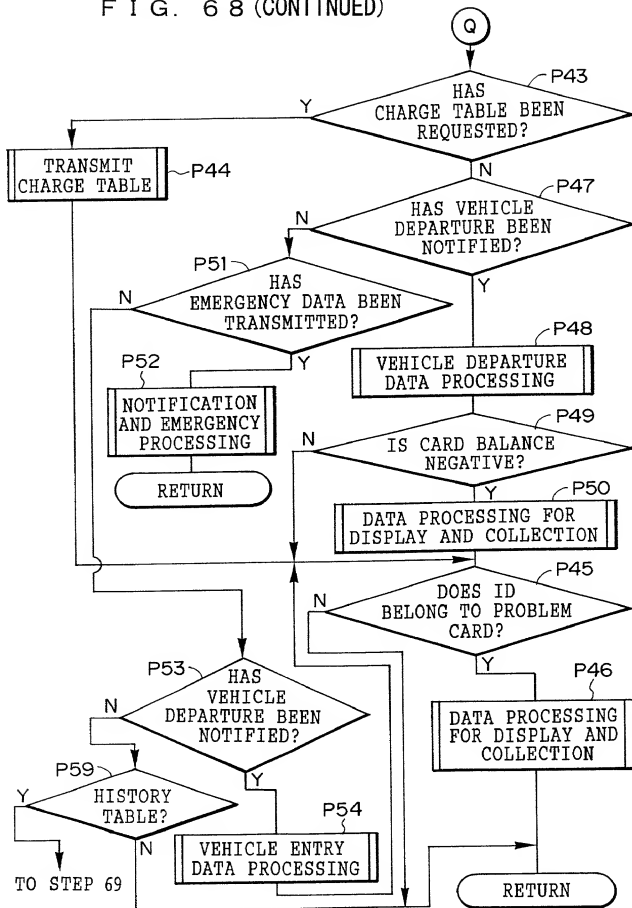 FIG. 68 (CONTINUED)
Q
P43
HAS
CHARGE TABLE BEEN
REQUESTED?
Y
N
TRANSMIT
CHARGE TABLE
P44
P47
HAS VEHICLE
DEPARTURE BEEN
NOTIFIED?
N
Y
P51
HAS
EMERGENCY DATA BEEN
TRANSMITTED?
N
Y
P48
VEHICLE DEPARTURE
DATA PROCESSING
P52
NOTIFICATION
AND EMERGENCY
PROCESSING
RETURN
P49
IS CARD BALANCE
NEGATIVE?
N
Y
P50
DATA PROCESSING FOR
DISPLAY AND COLLECTION
P45
DOES ID
BELONG TO PROBLEM
CARD?
N
Y
P53
HAS
VEHICLE
DEPARTURE BEEN
NOTIFIED?
N
Y
P46
DATA PROCESSING
FOR DISPLAY AND
COLLECTION
P59
HISTORY
TABLE?
Y
N
P54
VEHICLE ENTRY
DATA PROCESSING
TO STEP 69
RETURN